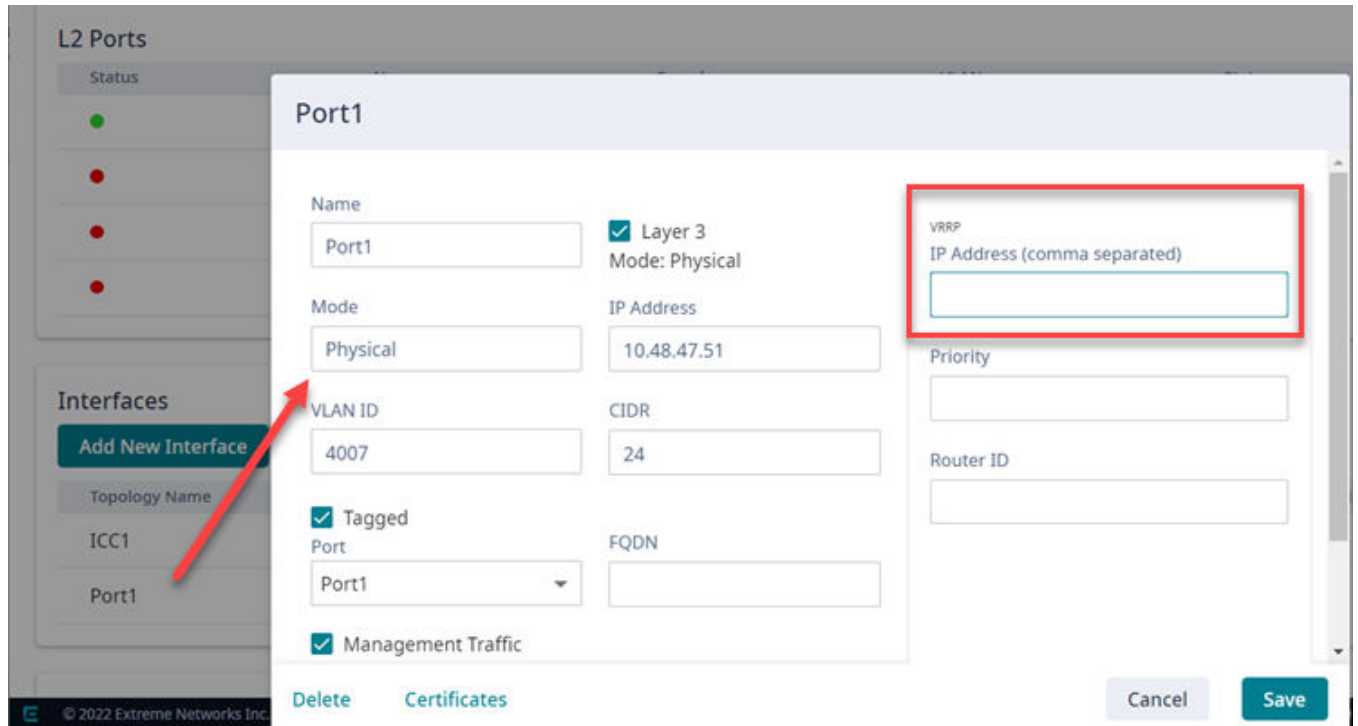 L2 Ports
Status
Port1
Name
Port1
Layer 3
Mode: Physical
VRRP
IP Address (comma separated)
Mode
Physical
IP Address
10.48.47.51
Priority
Interfaces
Add New Interface
VLAN ID
4007
CIDR
24
Router ID
Topology Name
ICC1
Port1
Tagged
Port
Port1
FQDN
Management Traffic
Delete
Certificates
Cancel
Save
© 2022 Extreme Networks Inc.